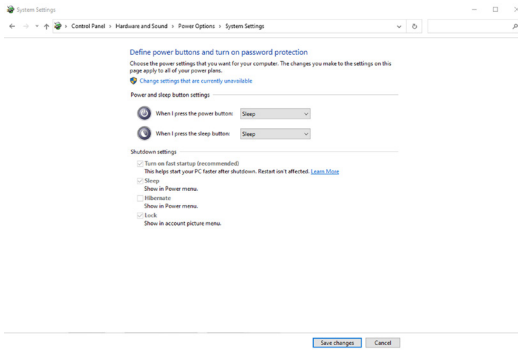 System Settings
Control Panel > Hardware and Sound > Power Options > System Settings
Define power buttons and turn on password protection
Choose the power settings that you want for your computer. The changes you make to the settings on this
page apply to all of your power plans.
Change settings that are currently unavailable
Power and sleep button settings
When I press the power button: Sleep
When I press the sleep button: Sleep
Shutdown settings
Turn on fast startup (recommended)
This helps start your PC faster after shutdown. Restart isn't affected. Learn More
Sleep
Show in Power menu.
Hibernate
Show in Power menu.
Lock
Show in account picture menu.
Save changes Cancel